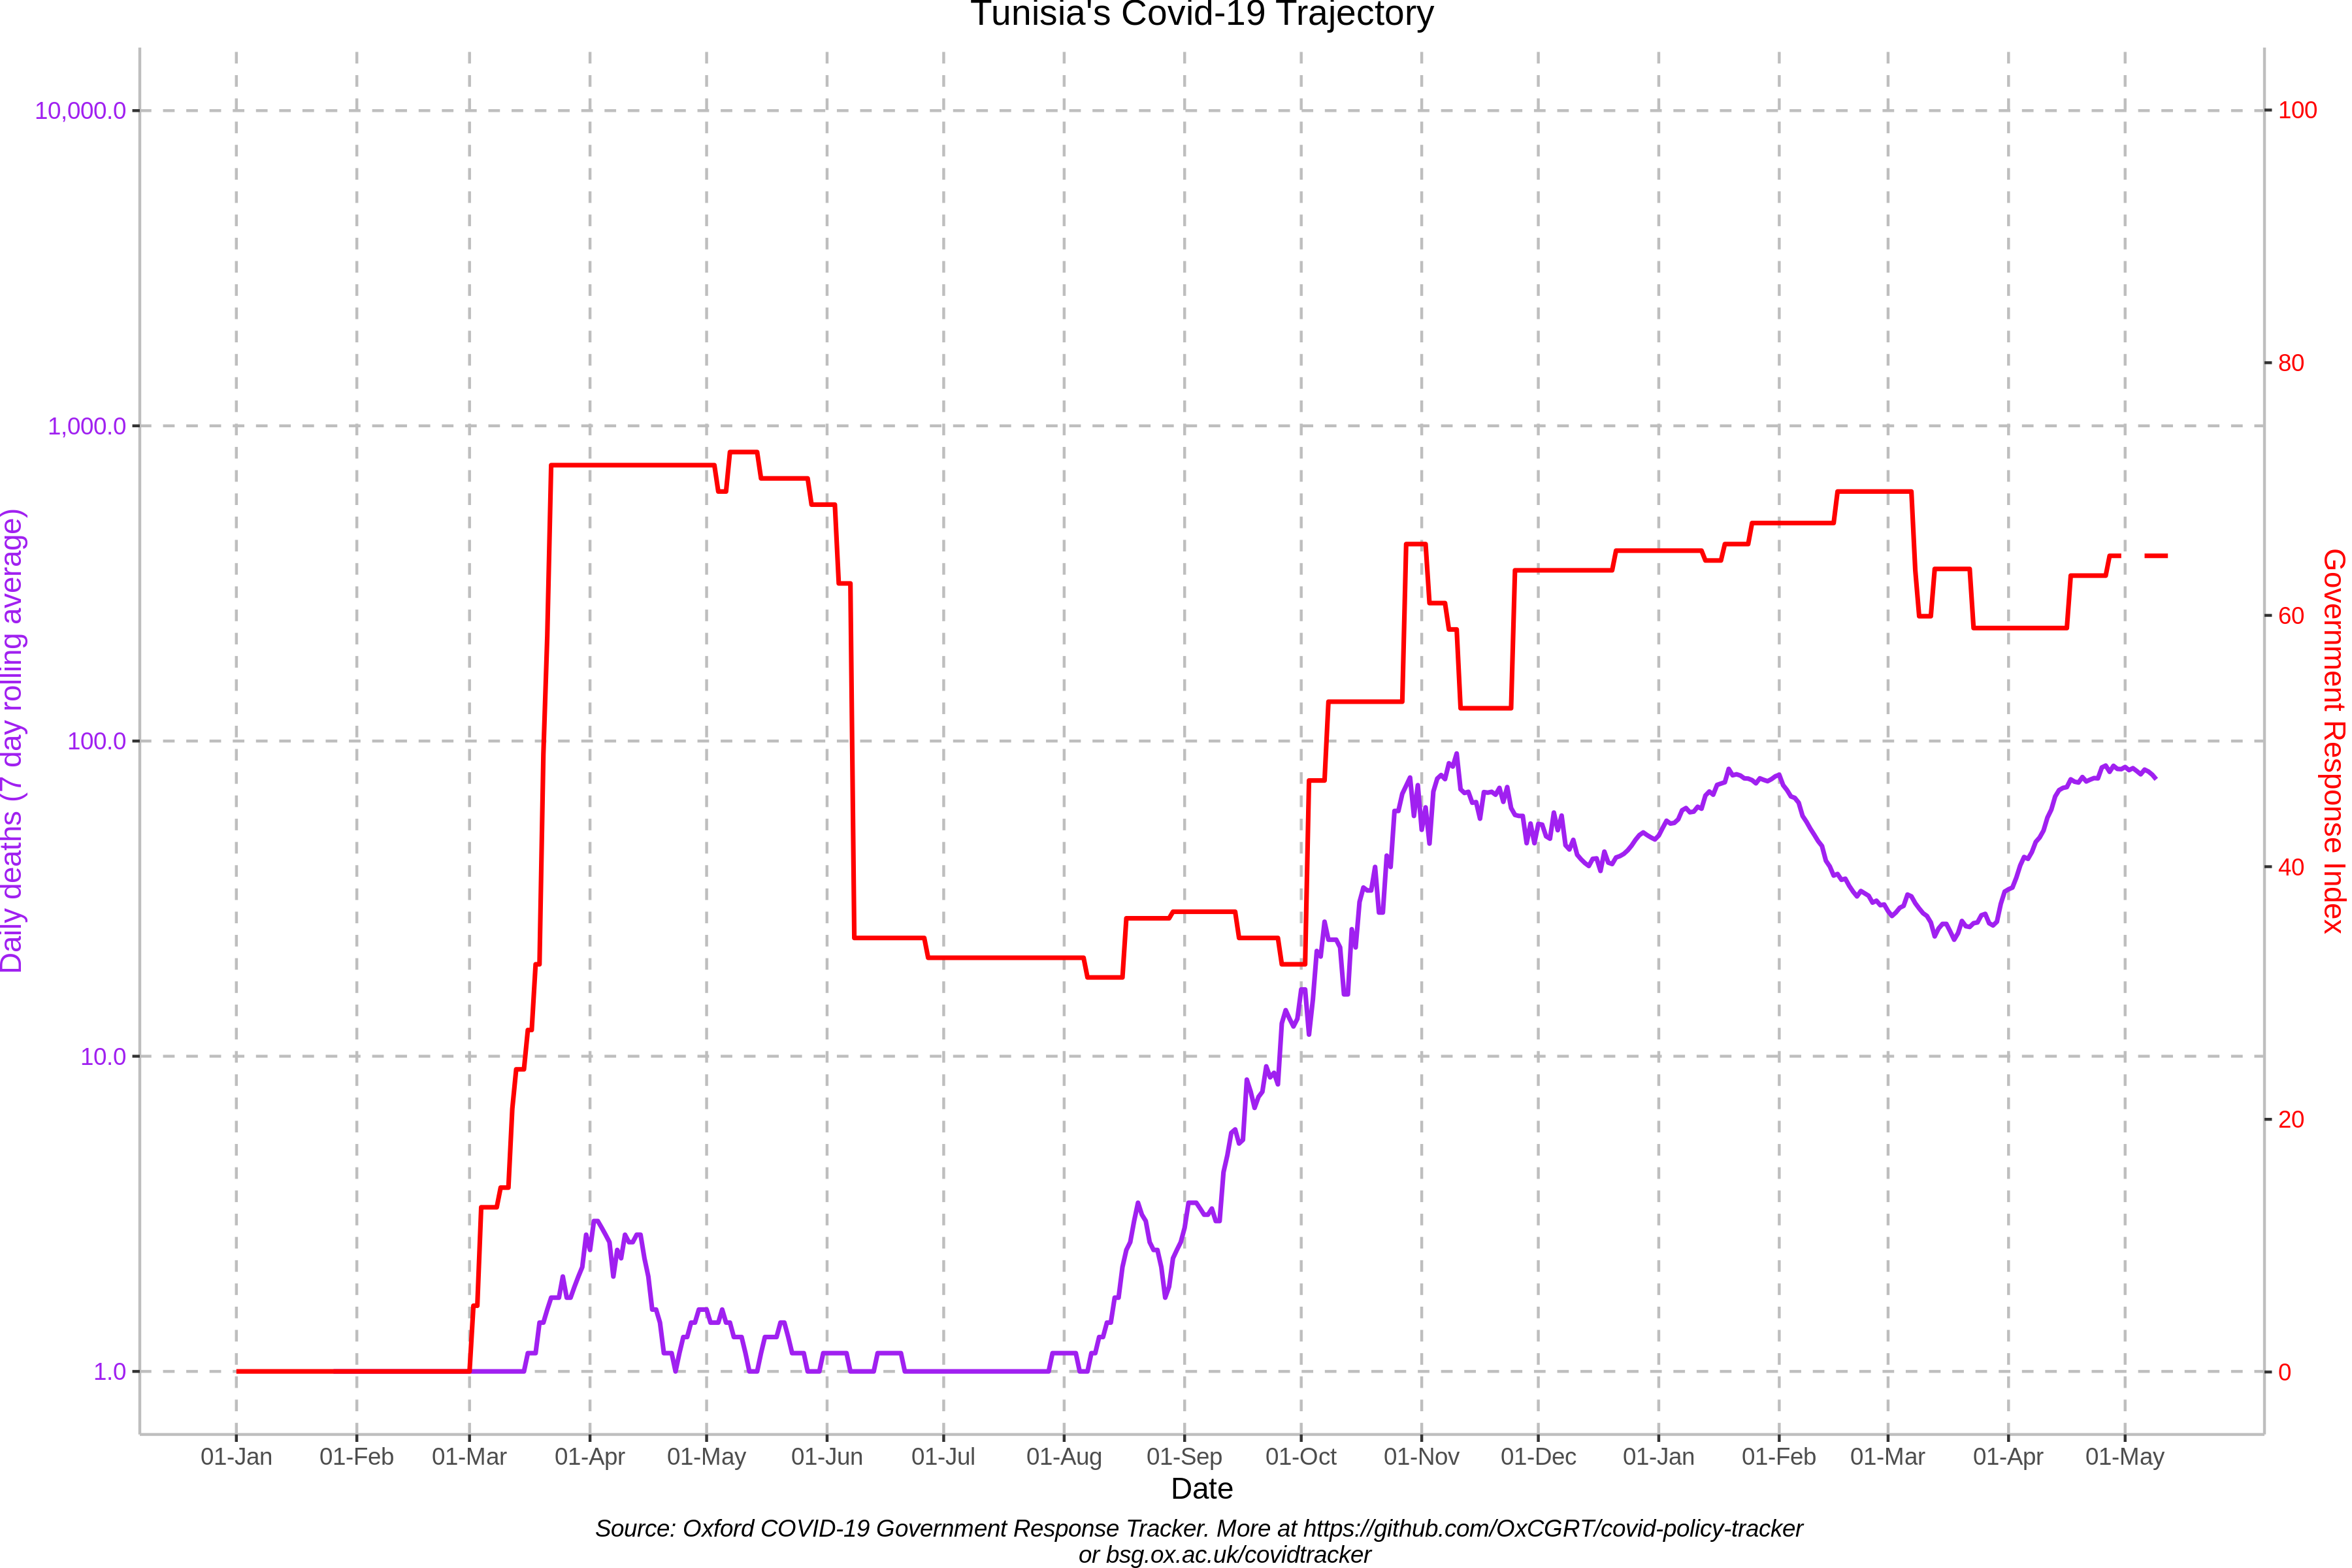 Tunisia's Covid-19 Trajectory
10,000.0
1,000.0
100.0
10.0
1.0
Daily deaths (7 day rolling average)
100
80
60
40
20
0
Government Response Index
01-Jan 01-Feb 01-Mar 01-Apr 01-May 01-Jun 01-Jul 01-Aug 01-Sep 01-Oct 01-Nov 01-Dec 01-Jan 01-Feb 01-Mar 01-Apr 01-May
Date
Source: Oxford COVID-19 Government Response Tracker. More at https://github.com/OxCGRT/covid-policy-tracker
or bsg.ox.ac.uk/covidtracker